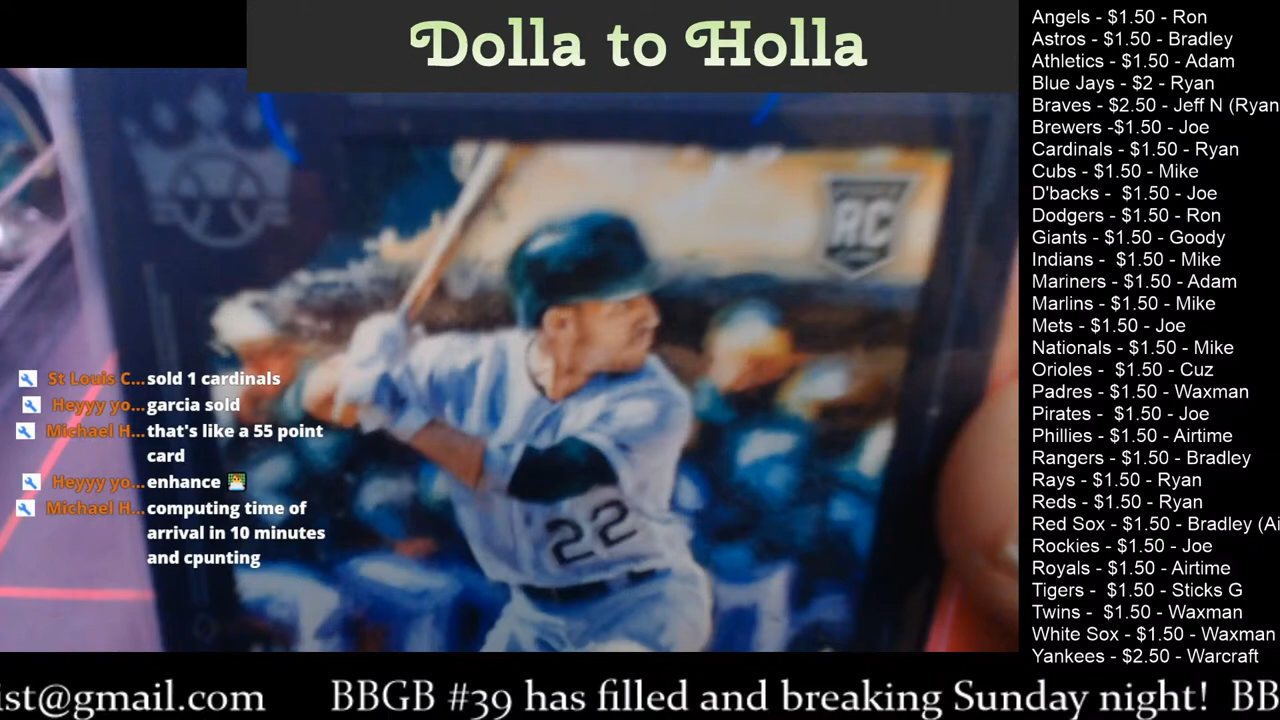 Dolla to Holla
RC
22
St Louis C... sold 1 cardinals
Heyyy yo... garcia sold
Michael H... that's like a 55 point
card
Heyyy yo... enhance
Michael H... computing time of
arrival in 10 minutes
and cpunting
Angels - $1.50 - Ron
Astros - $1.50 - Bradley
Athletics - $1.50 - Adam
Blue Jays - $2 - Ryan
Braves - $2.50 - Jeff N (Ryan
Brewers -$1.50 - Joe
Cardinals - $1.50 - Ryan
Cubs - $1.50 - Mike
D'backs -  $1.50 - Joe
Dodgers - $1.50 - Ron
Giants - $1.50 - Goody
Indians -  $1.50 - Mike
Mariners - $1.50 - Adam
Marlins - $1.50 - Mike
Mets - $1.50 - Joe
Nationals - $1.50 - Mike
Orioles -  $1.50 - Cuz
Padres - $1.50 - Waxman
Pirates -  $1.50 - Joe
Phillies - $1.50 - Airtime
Rangers - $1.50 - Bradley
Rays - $1.50 - Ryan
Reds - $1.50 - Ryan
Red Sox - $1.50 - Bradley (Ai
Rockies - $1.50 - Joe
Royals - $1.50 - Airtime
Tigers -  $1.50 - Sticks G
Twins -  $1.50 - Waxman
White Sox - $1.50 - Waxman
Yankees - $2.50 - Warcraft
ist@gmail.com BBGB #39 has filled and breaking Sunday night! BB